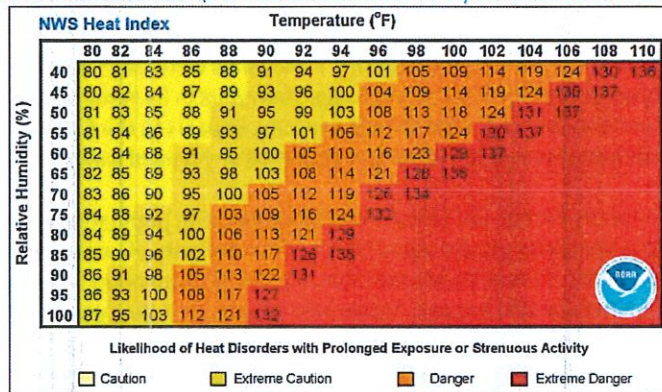 NWS Heat Index Temperature (°F)
80 82 84 86 88 90 92 94 96 98 100 102 104 106 108 110
40 80 81 83 85 88 91 94 97 101 105 109 114 119 124 130 136
45 80 82 84 87 89 93 96 100 104 109 114 119 124 130 137
50 81 83 85 88 91 95 99 103 108 113 118 124 131 137
55 81 84 86 89 93 97 101 106 112 117 124 130 137
60 82 84 88 91 95 100 105 110 116 123 129 137
65 82 85 89 93 98 103 108 114 121 128 136
70 83 86 90 95 100 105 112 119 126 134
75 84 88 92 97 103 109 116 124 132
80 84 89 94 100 106 113 121 129
85 85 90 96 102 110 117 126 135
90 86 91 98 105 113 122 131
95 86 93 100 108 117 127
100 87 95 103 112 121 132
Relative Humidity (%)
NOAA
Likelihood of Heat Disorders with Prolonged Exposure or Strenuous Activity
Caution Extreme Caution Danger Extreme Danger